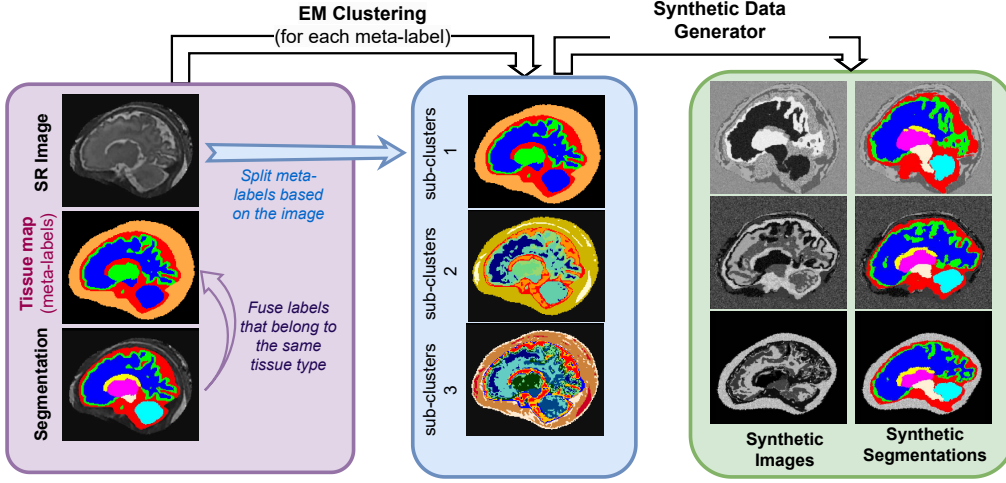 EM Clustering
(for each meta-label)
Synthetic Data
Generator
SR Image
Tissue map
(meta-labels)
Segmentation
Split meta-
labels based
on the image
Fuse labels
that belong to
the same
tissue type
sub-clusters
1
sub-clusters
2
sub-clusters
3
Synthetic
Images
Synthetic
Segmentations